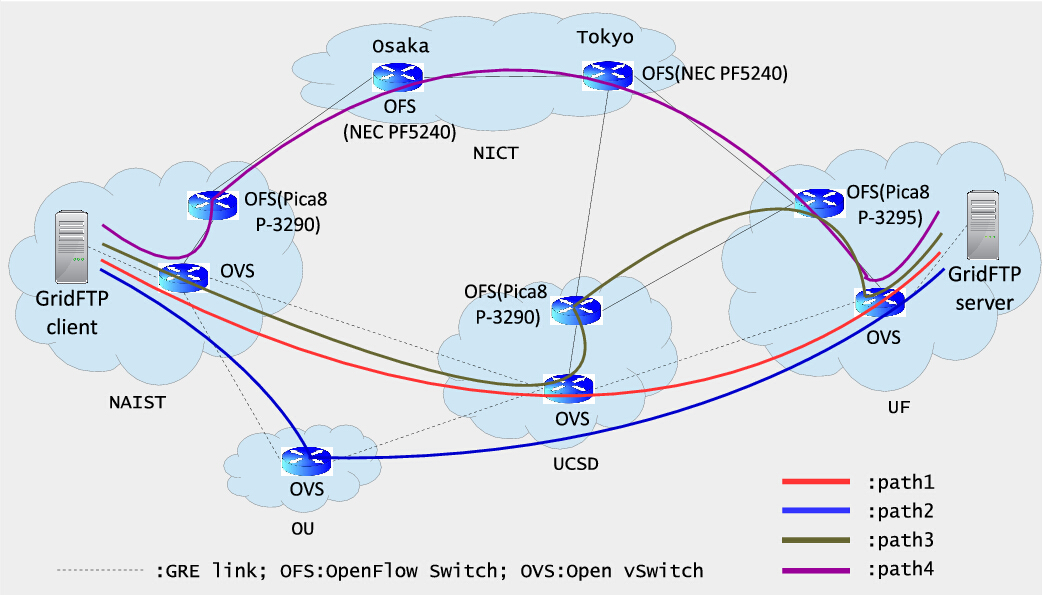 Osaka
Tokyo
OFS(NEC PF5240)
OFS
(NEC PF5240)
NICT
OFS(Pica8
P-3290)
OFS(Pica8
P-3295)
OVS
GridFTP
client
GridFTP
server
OFS(Pica8
P-3290)
OVS
NAIST
OVS
UF
UCSD
OVS
OU
:path1
:path2
:path3
:path4
:GRE link; OFS:OpenFlow Switch; OVS:Open vSwitch